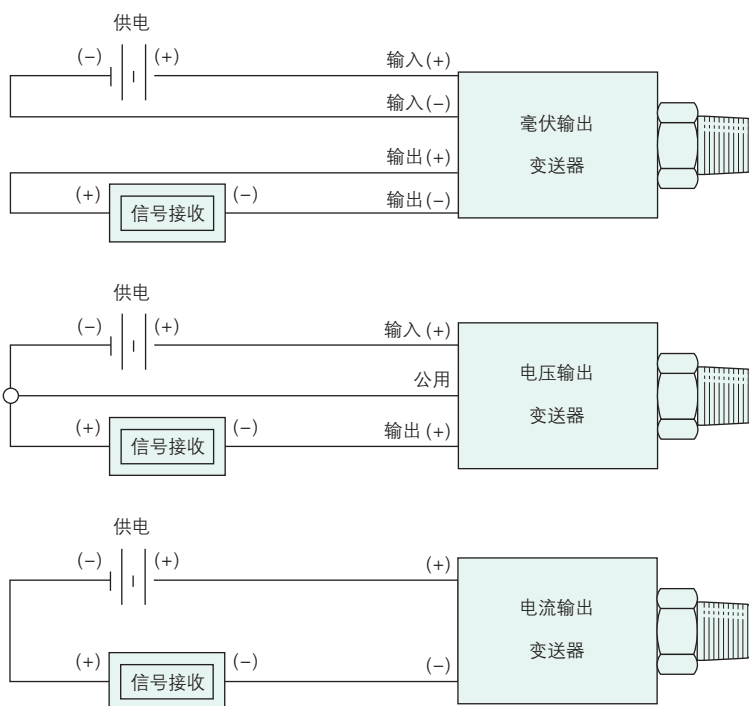 供电
(−) (+) 输入(+)
输入(−)
毫伏输出
变送器
输出(+)
(+) 信号接收 (−) 输出(−)
供电
(−) (+) 输入(+)
公用
电压输出
变送器
(+) 信号接收 (−) 输出(+)
供电
(−) (+) (+)
电流输出
变送器
(+) 信号接收 (−) (−)